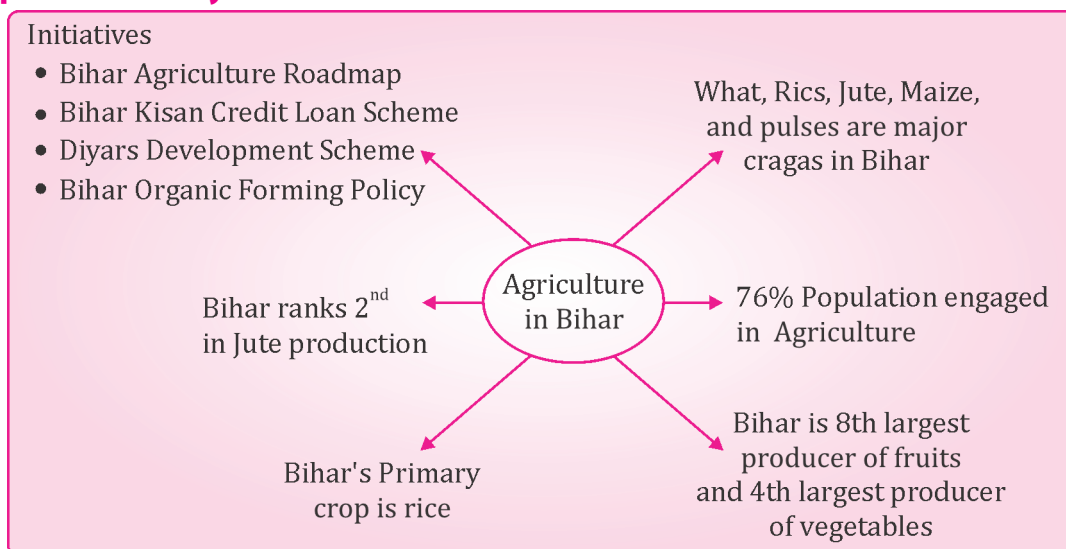 Initiatives
• Bihar Agriculture Roadmap
• Bihar Kisan Credit Loan Scheme
• Diyars Development Scheme
• Bihar Organic Forming Policy
What, Rics, Jute, Maize,
and pulses are major
cragas in Bihar
Agriculture
in Bihar
Bihar ranks 2nd
in Jute production
76% Population engaged
in Agriculture
Bihar's Primary
crop is rice
Bihar is 8th largest
producer of fruits
and 4th largest producer
of vegetables